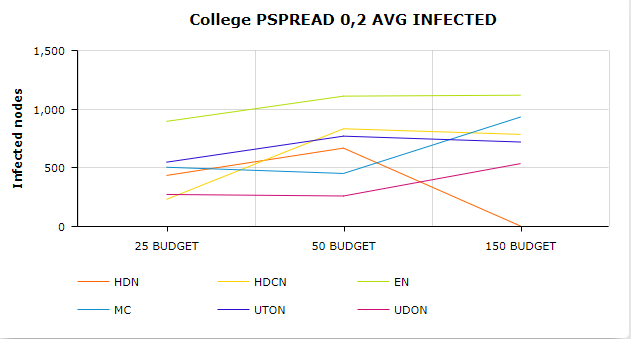 College PSPREAD 0,2 AVG INFECTED
1,500
1,000
500
0
Infected nodes
25 BUDGET 50 BUDGET 150 BUDGET
HDN HDCN EN
MC UTON UDON